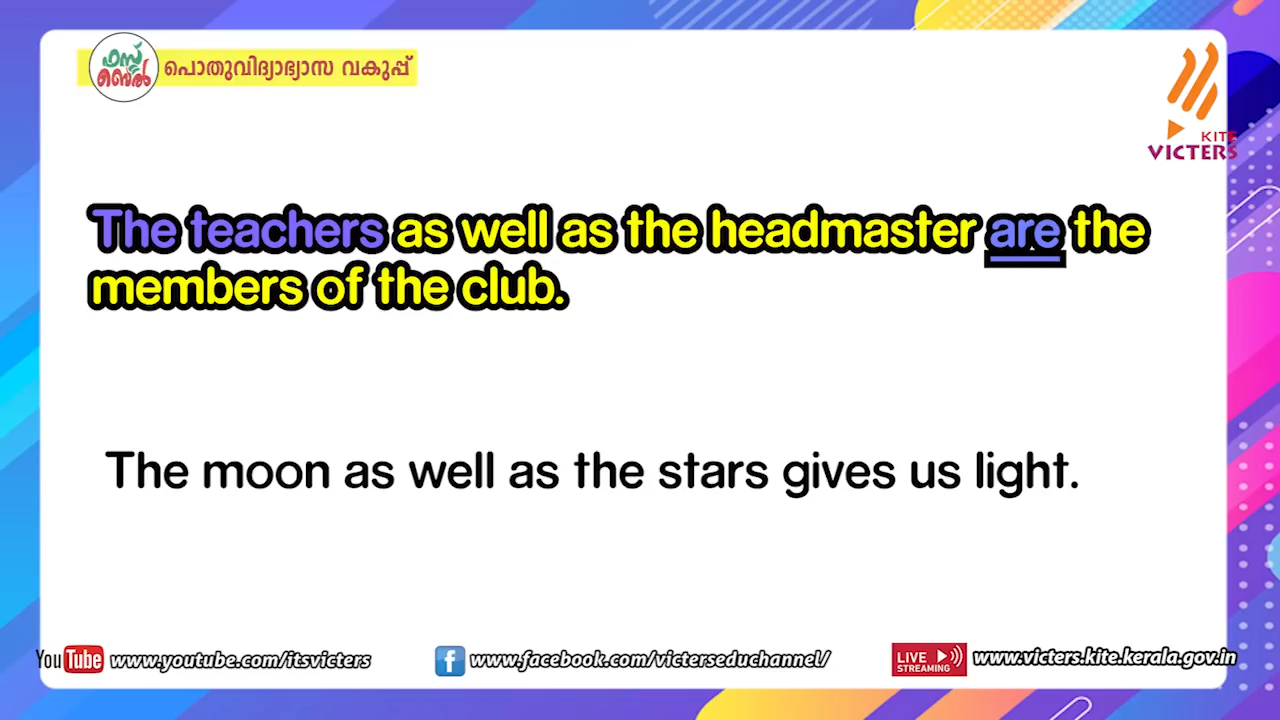 ഫസ്റ്റ്
ബെൽ
പൊതുവിദ്യാഭ്യാസ വകുപ്പ്
KITE
VICTERS
The teachers as well as the headmaster are the
members of the club.
The moon as well as the stars gives us light.
YouTube www.youtube.com/itsvicters
f www.facebook.com/victerseduchannel/
LIVE
STREAMING
www.victers.kite.kerala.gov.in